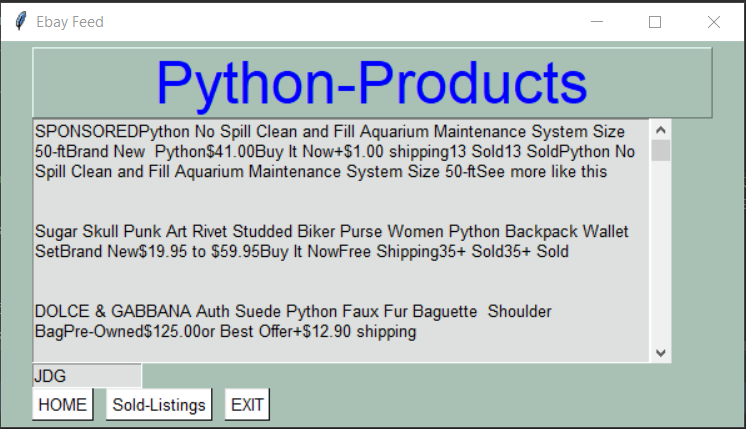 Ebay Feed
Python-Products
SPONSOREDPython No Spill Clean and Fill Aquarium Maintenance System Size
50-ftBrand New  Python$41.00Buy It Now+$1.00 shipping13 Sold13 SoldPython No
Spill Clean and Fill Aquarium Maintenance System Size 50-ftSee more like this
Sugar Skull Punk Art Rivet Studded Biker Purse Women Python Backpack Wallet
SetBrand New$19.95 to $59.95Buy It NowFree Shipping35+ Sold35+ Sold
DOLCE & GABBANA Auth Suede Python Faux Fur Baguette  Shoulder
BagPre-Owned$125.00or Best Offer+$12.90 shipping
JDG
HOME Sold-Listings EXIT